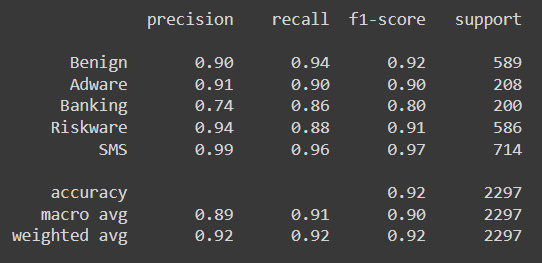 precision recall f1-score support
Benign 0.90 0.94 0.92 589
Adware 0.91 0.90 0.90 208
Banking 0.74 0.86 0.80 200
Riskware 0.94 0.88 0.91 586
SMS 0.99 0.96 0.97 714
accuracy 0.92 2297
macro avg 0.89 0.91 0.90 2297
weighted avg 0.92 0.92 0.92 2297